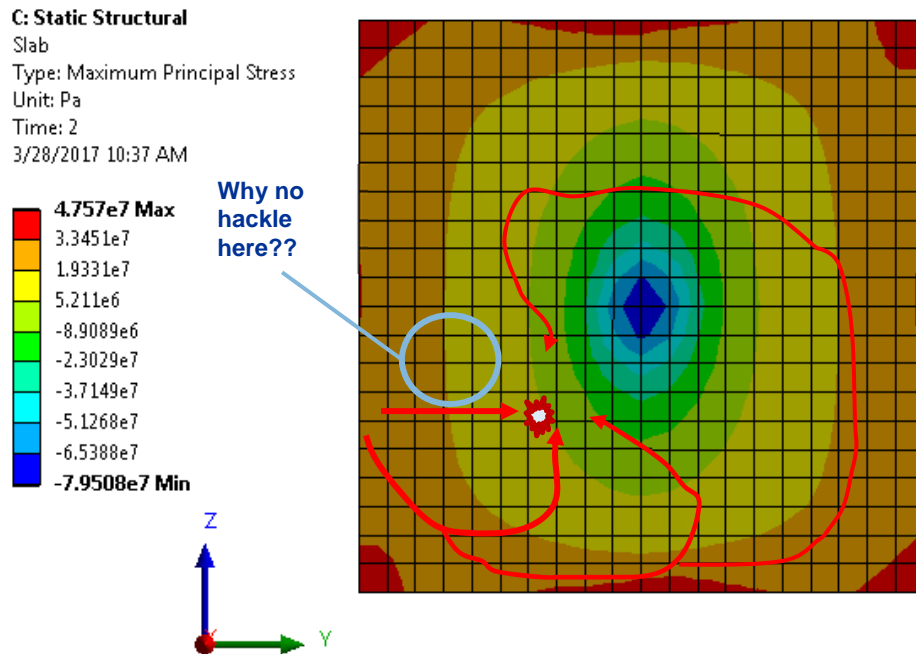 C: Static Structural
Slab
Type: Maximum Principal Stress
Unit: Pa
Time: 2
3/28/2017 10:37 AM
Why no
hackle
here??
4.757e7 Max
3.3451e7
1.9331e7
5.211e6
-8.9089e6
-2.3029e7
-3.7149e7
-5.1268e7
-6.5388e7
-7.9508e7 Min
Z
Y